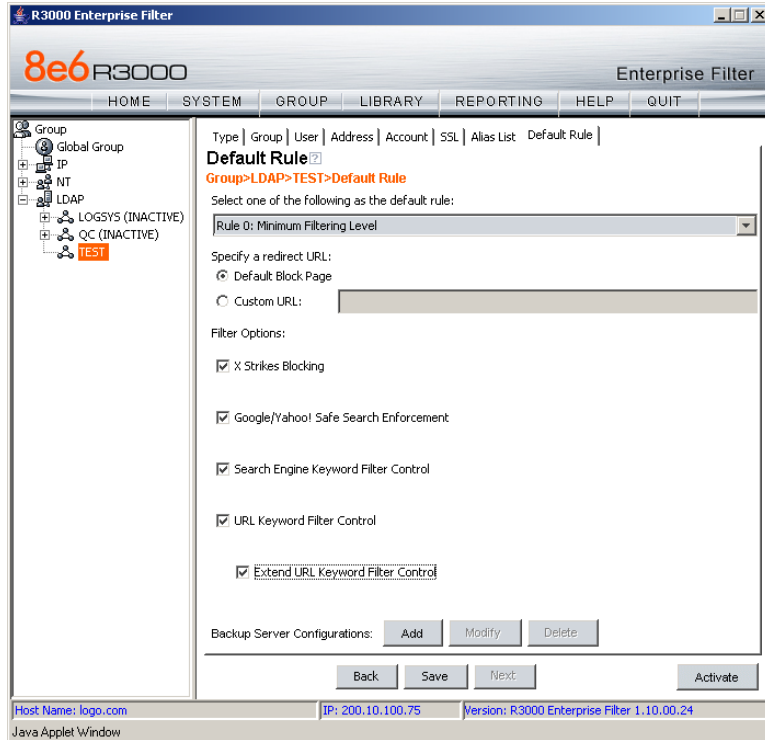 R3000 Enterprise Filter
8e6 R3000
Enterprise Filter
HOME SYSTEM GROUP LIBRARY REPORTING HELP QUIT
Group
Global Group
IP
NT
LDAP
LOGSYS (INACTIVE)
QC (INACTIVE)
TEST
Type | Group | User | Address | Account | SSL | Alias List Default Rule |
Default Rule ?
Group>LDAP>TEST>Default Rule
Select one of the following as the default rule:
Rule 0: Minimum Filtering Level
Specify a redirect URL:
Default Block Page
Custom URL:
Filter Options:
X Strikes Blocking
Google/Yahoo! Safe Search Enforcement
Search Engine Keyword Filter Control
URL Keyword Filter Control
Extend URL Keyword Filter Control
Backup Server Configurations: Add Modify Delete
Back Save Next Activate
Host Name: logo.com IP: 200.10.100.75 Version: R3000 Enterprise Filter 1.10.00.24
Java Applet Window